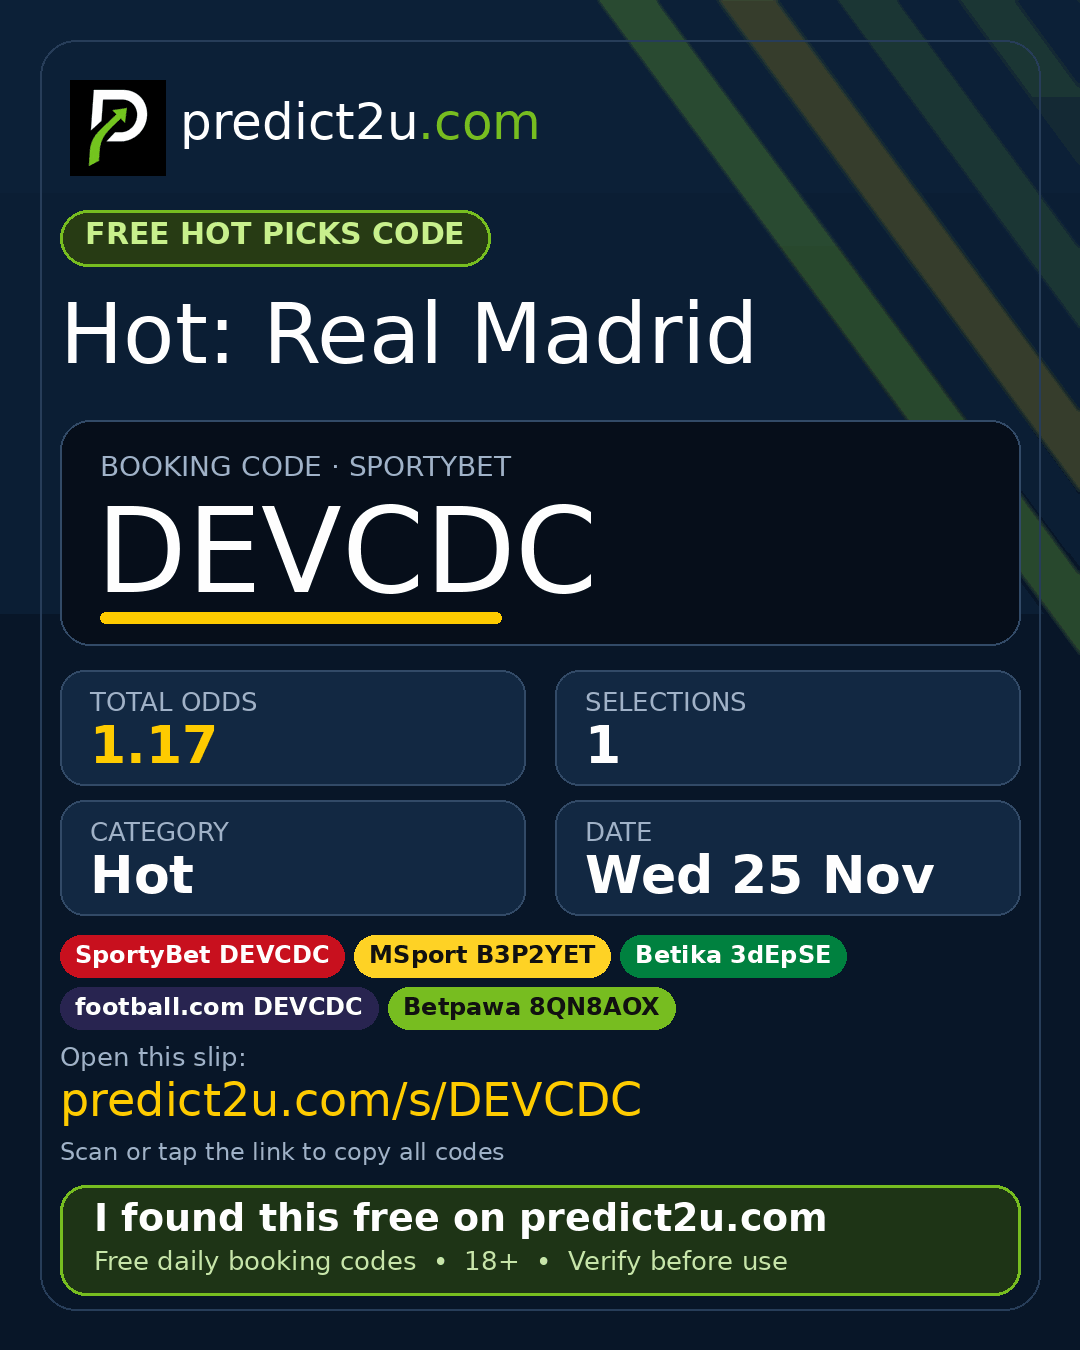 predict2u.com
FREE HOT PICKS CODE
Hot: Real Madrid
BOOKING CODE · SPORTYBET
DEVCDC
TOTAL ODDS
1.17
SELECTIONS
1
CATEGORY
Hot
DATE
Wed 25 Nov
SportyBet DEVCDC
MSport B3P2YET
Betika 3dEpSE
football.com DEVCDC
Betpawa 8QN8AOX
Open this slip:
predict2u.com/s/DEVCDC
Scan or tap the link to copy all codes
I found this free on predict2u.com
Free daily booking codes • 18+ • Verify before use